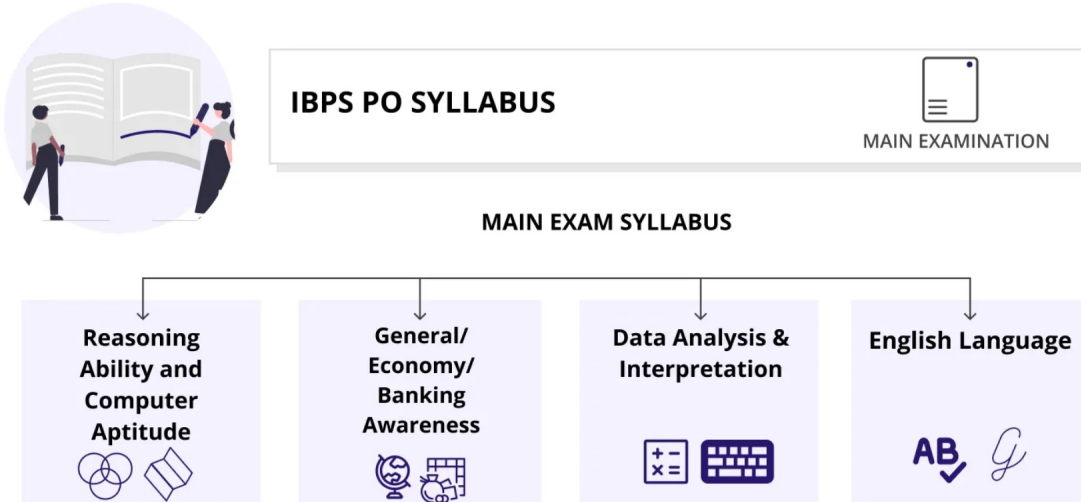 IBPS PO SYLLABUS
MAIN EXAMINATION
MAIN EXAM SYLLABUS
Reasoning
Ability and
Computer
Aptitude
General/
Economy/
Banking
Awareness
Data Analysis &
Interpretation
English Language
AB
G